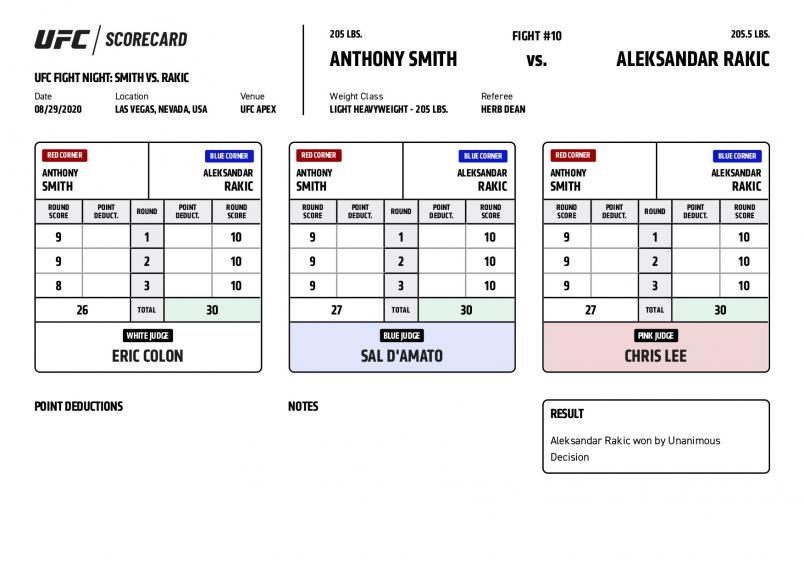 UFC SCORECARD
UFC FIGHT NIGHT: SMITH VS. RAKIC
Date Location Venue
08/29/2020 LAS VEGAS, NEVADA, USA UFC APEX
205 LBS. FIGHT #10 205.5 LBS.
ANTHONY SMITH VS. ALEKSANDAR RAKIC
Weight Class Referee
LIGHT HEAVYWEIGHT - 205 LBS. HERB DEAN
RED CORNER BLUE CORNER
ANTHONY ALEKSANDAR
SMITH RAKIC
ROUND SCORE POINT DEDUCT. ROUND POINT DEDUCT. ROUND SCORE
9 1 10
9 2 10
8 3 10
26 TOTAL 30
WHITE JUDGE
ERIC COLON
RED CORNER BLUE CORNER
ANTHONY ALEKSANDAR
SMITH RAKIC
ROUND SCORE POINT DEDUCT. ROUND POINT DEDUCT. ROUND SCORE
9 1 10
9 2 10
9 3 10
27 TOTAL 30
BLUE JUDGE
SAL D'AMATO
RED CORNER BLUE CORNER
ANTHONY ALEKSANDAR
SMITH RAKIC
ROUND SCORE POINT DEDUCT. ROUND POINT DEDUCT. ROUND SCORE
9 1 10
9 2 10
9 3 10
27 TOTAL 30
PINK JUDGE
CHRIS LEE
POINT DEDUCTIONS
NOTES
RESULT
Aleksandar Rakic won by Unanimous
Decision